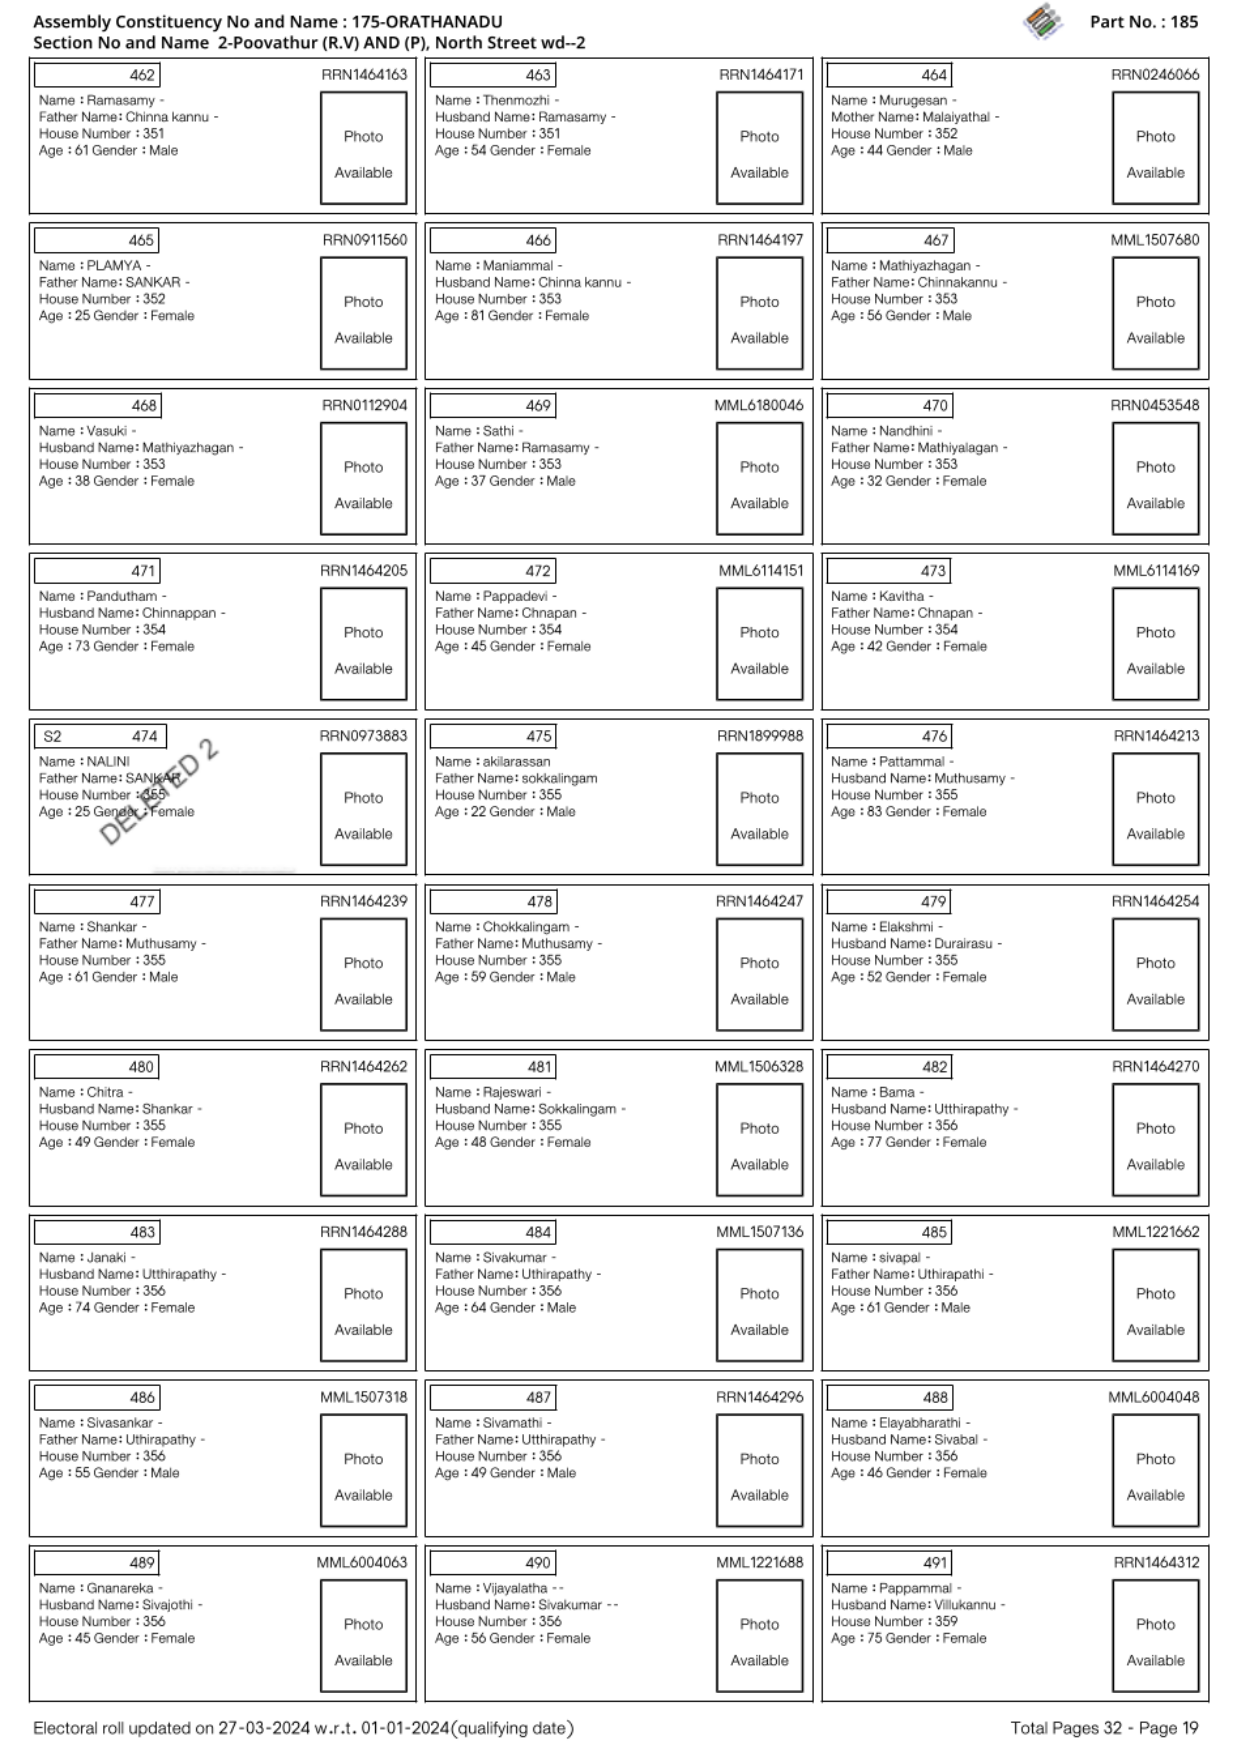 Assembly Constituency No and Name : 175-ORATHANADU
Part No. : 185
Section No and Name 2-Poovathur (R.V) AND (P), North Street wd--2
462
RRN1464163
Name : Ramasamy -
Father Name: Chinna kannu -
House Number : 351
Age : 61 Gender : Male
Photo
Available
463
RRN1464171
Name : Thenmozhi -
Husband Name: Ramasamy -
House Number : 351
Age : 54 Gender : Female
Photo
Available
464
RRN0246066
Name : Murugesan -
Mother Name: Malaiyathal -
House Number : 352
Age : 44 Gender : Male
Photo
Available
465
RRN0911560
Name : PLAMYA -
Father Name: SANKAR -
House Number : 352
Age : 25 Gender : Female
Photo
Available
466
RRN1464197
Name : Maniammal -
Husband Name: Chinna kannu -
House Number : 353
Age : 81 Gender : Female
Photo
Available
467
MML1507680
Name : Mathiyazhagan -
Father Name: Chinnakannu -
House Number : 353
Age : 56 Gender : Male
Photo
Available
468
RRN0112904
Name : Vasuki -
Husband Name: Mathiyazhagan -
House Number : 353
Age : 38 Gender : Female
Photo
Available
469
MML6180046
Name : Sathi -
Father Name: Ramasamy -
House Number : 353
Age : 37 Gender : Male
Photo
Available
470
RRN0453548
Name : Nandhini -
Father Name: Mathiyalagan -
House Number : 353
Age : 32 Gender : Female
Photo
Available
471
RRN1464205
Name : Pandutham -
Husband Name: Chinnappan -
House Number : 354
Age : 73 Gender : Female
Photo
Available
472
MML6114151
Name : Pappadevi -
Father Name: Chnapan -
House Number : 354
Age : 45 Gender : Female
Photo
Available
473
MML6114169
Name : Kavitha -
Father Name: Chnapan -
House Number : 354
Age : 42 Gender : Female
Photo
Available
S2 474
RRN0973883
Name : NALINI
Father Name: SANKAR
House Number : 355
Age : 25 Gender : Female
DELETED 2
Photo
Available
475
RRN1899988
Name : akilarassan
Father Name: sokkalingam
House Number : 355
Age : 22 Gender : Male
Photo
Available
476
RRN1464213
Name : Pattammal -
Husband Name: Muthusamy -
House Number : 355
Age : 83 Gender : Female
Photo
Available
477
RRN1464239
Name : Shankar -
Father Name: Muthusamy -
House Number : 355
Age : 61 Gender : Male
Photo
Available
478
RRN1464247
Name : Chokkalingam -
Father Name: Muthusamy -
House Number : 355
Age : 59 Gender : Male
Photo
Available
479
RRN1464254
Name : Elakshmi -
Husband Name: Durairasu -
House Number : 355
Age : 52 Gender : Female
Photo
Available
480
RRN1464262
Name : Chitra -
Husband Name: Shankar -
House Number : 355
Age : 49 Gender : Female
Photo
Available
481
MML1506328
Name : Rajeswari -
Husband Name: Sokkalingam -
House Number : 355
Age : 48 Gender : Female
Photo
Available
482
RRN1464270
Name : Bama -
Husband Name: Utthirapathy -
House Number : 356
Age : 77 Gender : Female
Photo
Available
483
RRN1464288
Name : Janaki -
Husband Name: Utthirapathy -
House Number : 356
Age : 74 Gender : Female
Photo
Available
484
MML1507136
Name : Sivakumar -
Father Name: Uthirapathy -
House Number : 356
Age : 64 Gender : Male
Photo
Available
485
MML1221662
Name : sivapal -
Father Name: Uthirapathi -
House Number : 356
Age : 61 Gender : Male
Photo
Available
486
MML1507318
Name : Sivasankar -
Father Name: Uthirapathy -
House Number : 356
Age : 55 Gender : Male
Photo
Available
487
RRN1464296
Name : Sivamathi -
Father Name: Utthirapathy -
House Number : 356
Age : 49 Gender : Male
Photo
Available
488
MML6004048
Name : Elayabharathi -
Husband Name: Sivabal -
House Number : 356
Age : 46 Gender : Female
Photo
Available
489
MML6004063
Name : Gnanareka -
Husband Name: Sivajothi -
House Number : 356
Age : 45 Gender : Female
Photo
Available
490
MML1221688
Name : Vijayalatha --
Husband Name: Sivakumar --
House Number : 356
Age : 56 Gender : Female
Photo
Available
491
RRN1464312
Name : Pappammal -
Husband Name: Villukannu -
House Number : 359
Age : 75 Gender : Female
Photo
Available
Electoral roll updated on 27-03-2024 w.r.t. 01-01-2024(qualifying date)
Total Pages 32 - Page 19